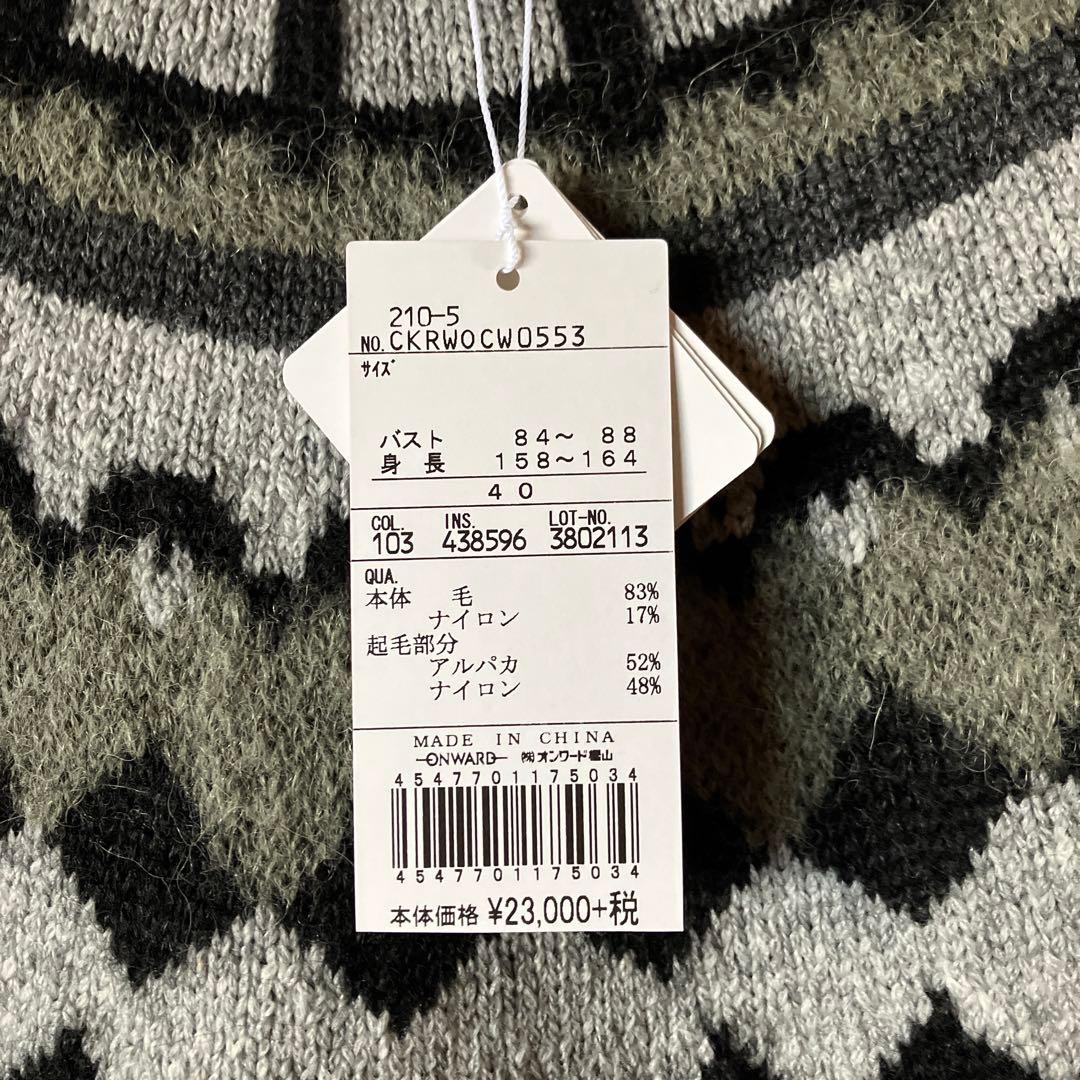 210-5
NO. CKRWOCW0553
サイズ
バスト 84～ 88
身 長 158～164
40
COL. INS. LOT-NO.
103 438596 3802113
QUA.
本体 毛 83%
ナイロン 17%
起毛部分
アルパカ 52%
ナイロン 48%
MADE IN CHINA
ONWARD ㈱オンワード樫山
4547701175034
4547701175034
本体価格 ¥23,000+税